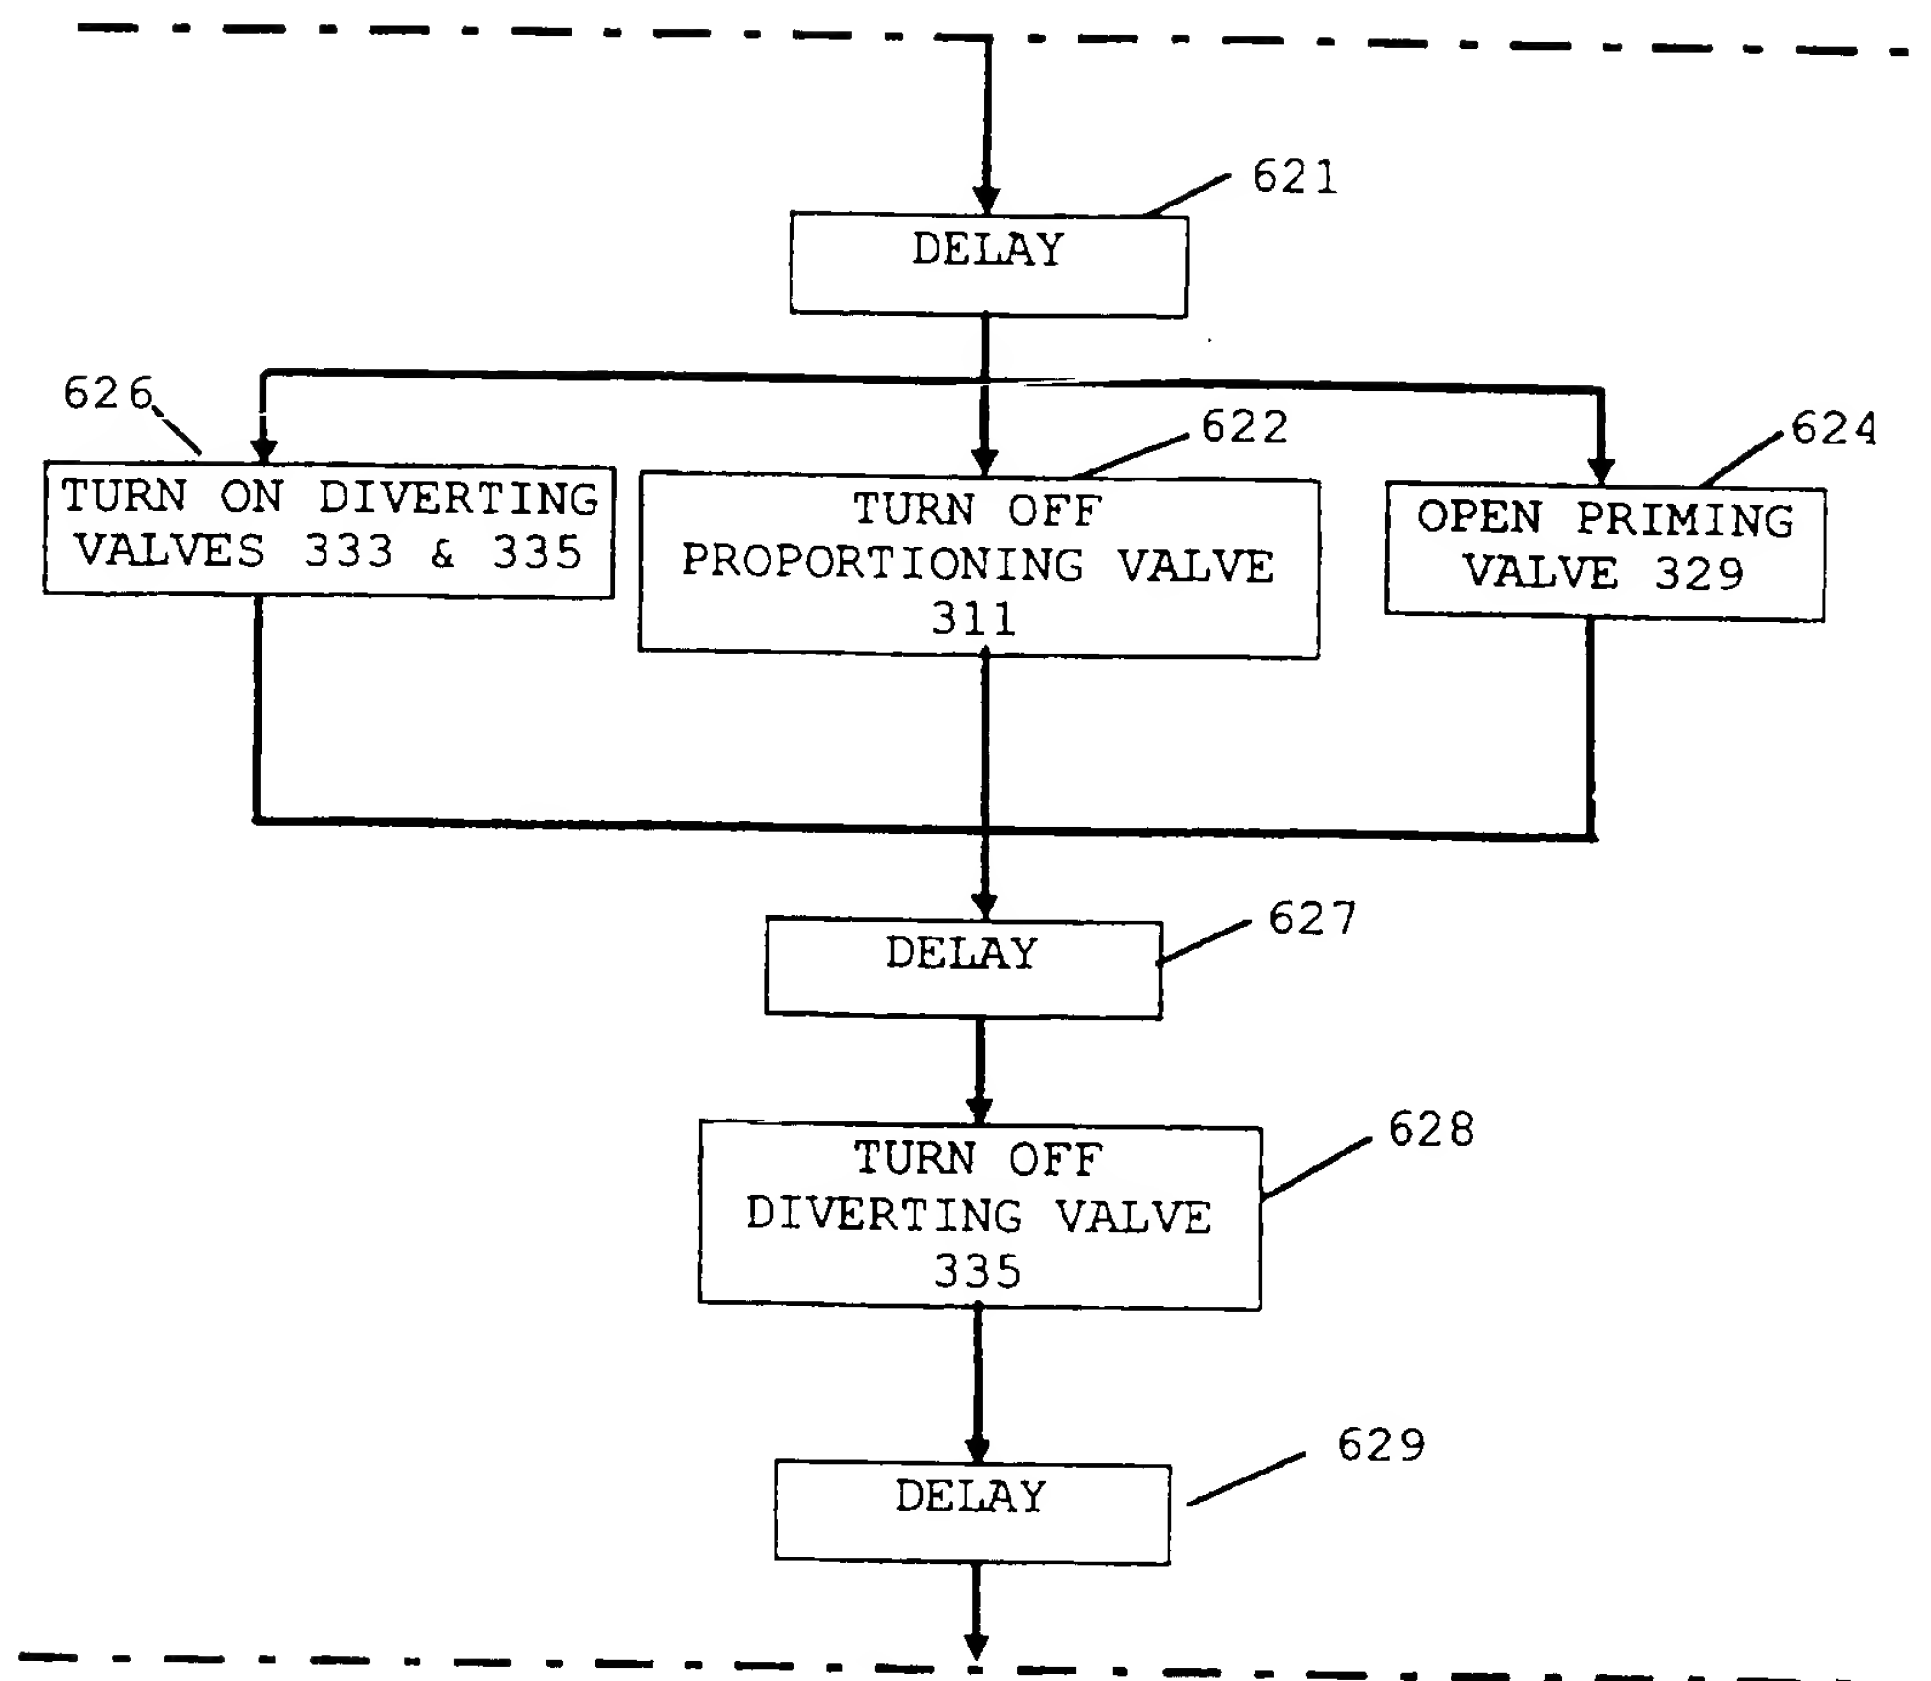 621
DELAY
626
622
624
TURN ON DIVERTING
VALVES 333 & 335
TURN OFF
PROPORTIONING VALVE
311
OPEN PRIMING
VALVE 329
627
DELAY
628
TURN OFF
DIVERTING VALVE
335
629
DELAY